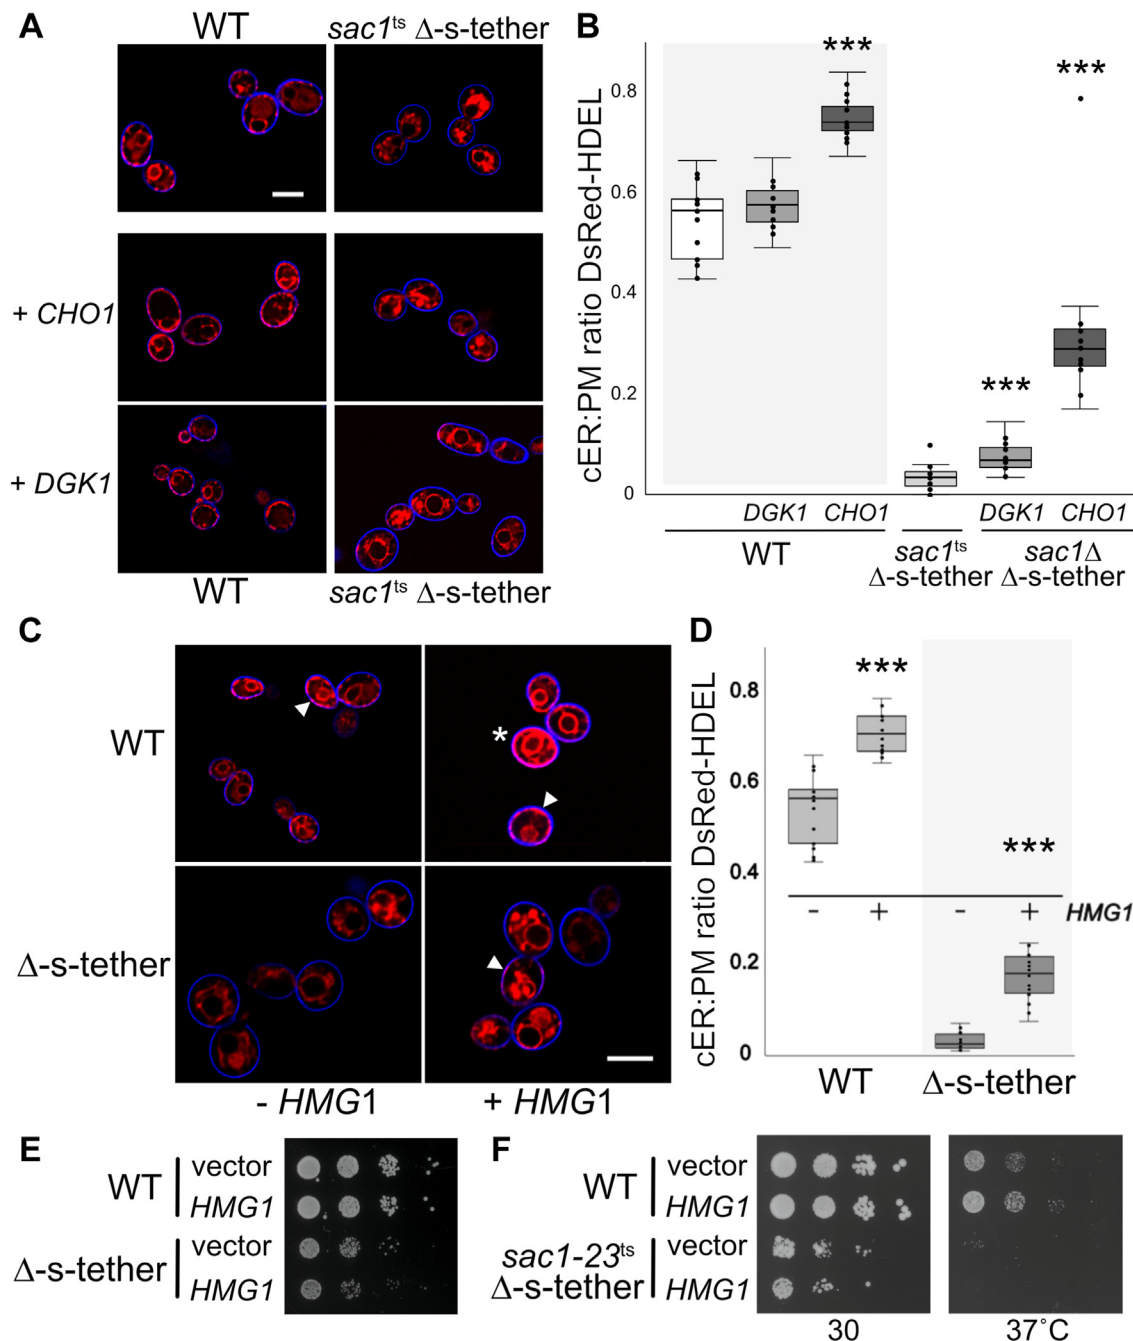 A
WT
sac1ts Δ-s-tether
+ CHO1
+ DGK1
WT
sac1ts Δ-s-tether
B
cER:PM ratio DsRed-HDEL
0.8
0.6
0.4
0.2
0
***
***
***
DGK1 CHO1
DGK1 CHO1
WT
sac1ts
Δ-s-tether
sac1Δ
Δ-s-tether
C
WT
*
Δ-s-tether
- HMG1
+ HMG1
D
cER:PM ratio DsRed-HDEL
0.8
0.6
0.4
0.2
0
***
***
- + - + HMG1
WT
Δ-s-tether
E
WT
vector
HMG1
Δ-s-tether
vector
HMG1
F
WT
vector
HMG1
sac1-23ts
Δ-s-tether
vector
HMG1
30
37˚C